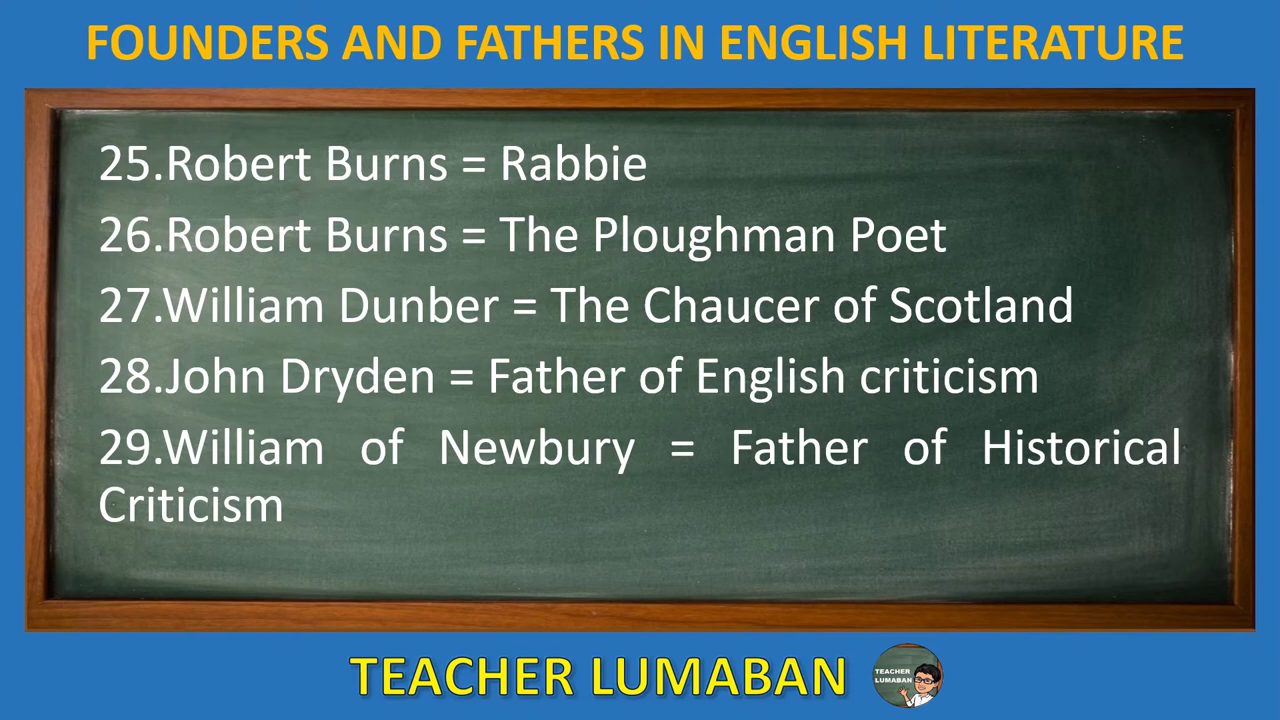 FOUNDERS AND FATHERS IN ENGLISH LITERATURE
25.Robert Burns = Rabbie
26.Robert Burns = The Ploughman Poet
27.William Dunber = The Chaucer of Scotland
28.John Dryden = Father of English criticism
29.William of Newbury = Father of Historical
Criticism
TEACHER LUMABAN
TEACHER
LUMABAN